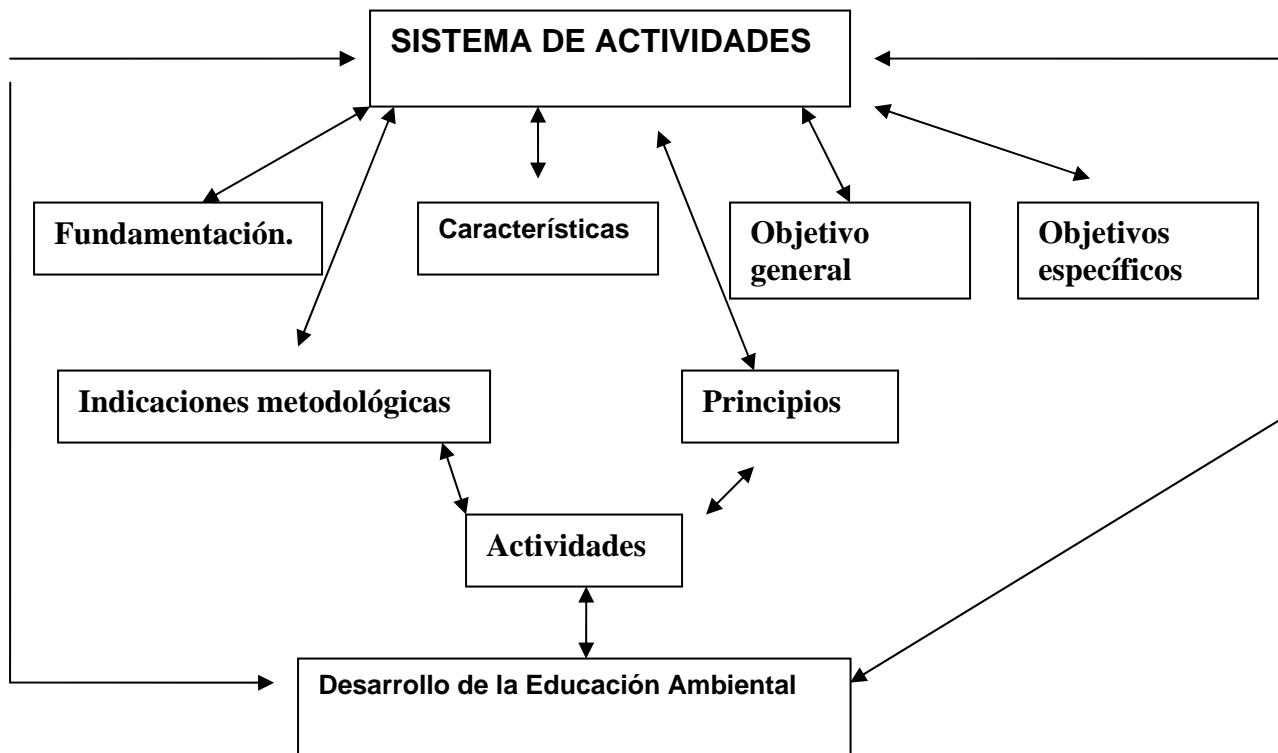 SISTEMA DE ACTIVIDADES
Fundamentación.
Características
Objetivo
general
Objetivos
específicos
Indicaciones metodológicas
Principios
Actividades
Desarrollo de la Educación Ambiental